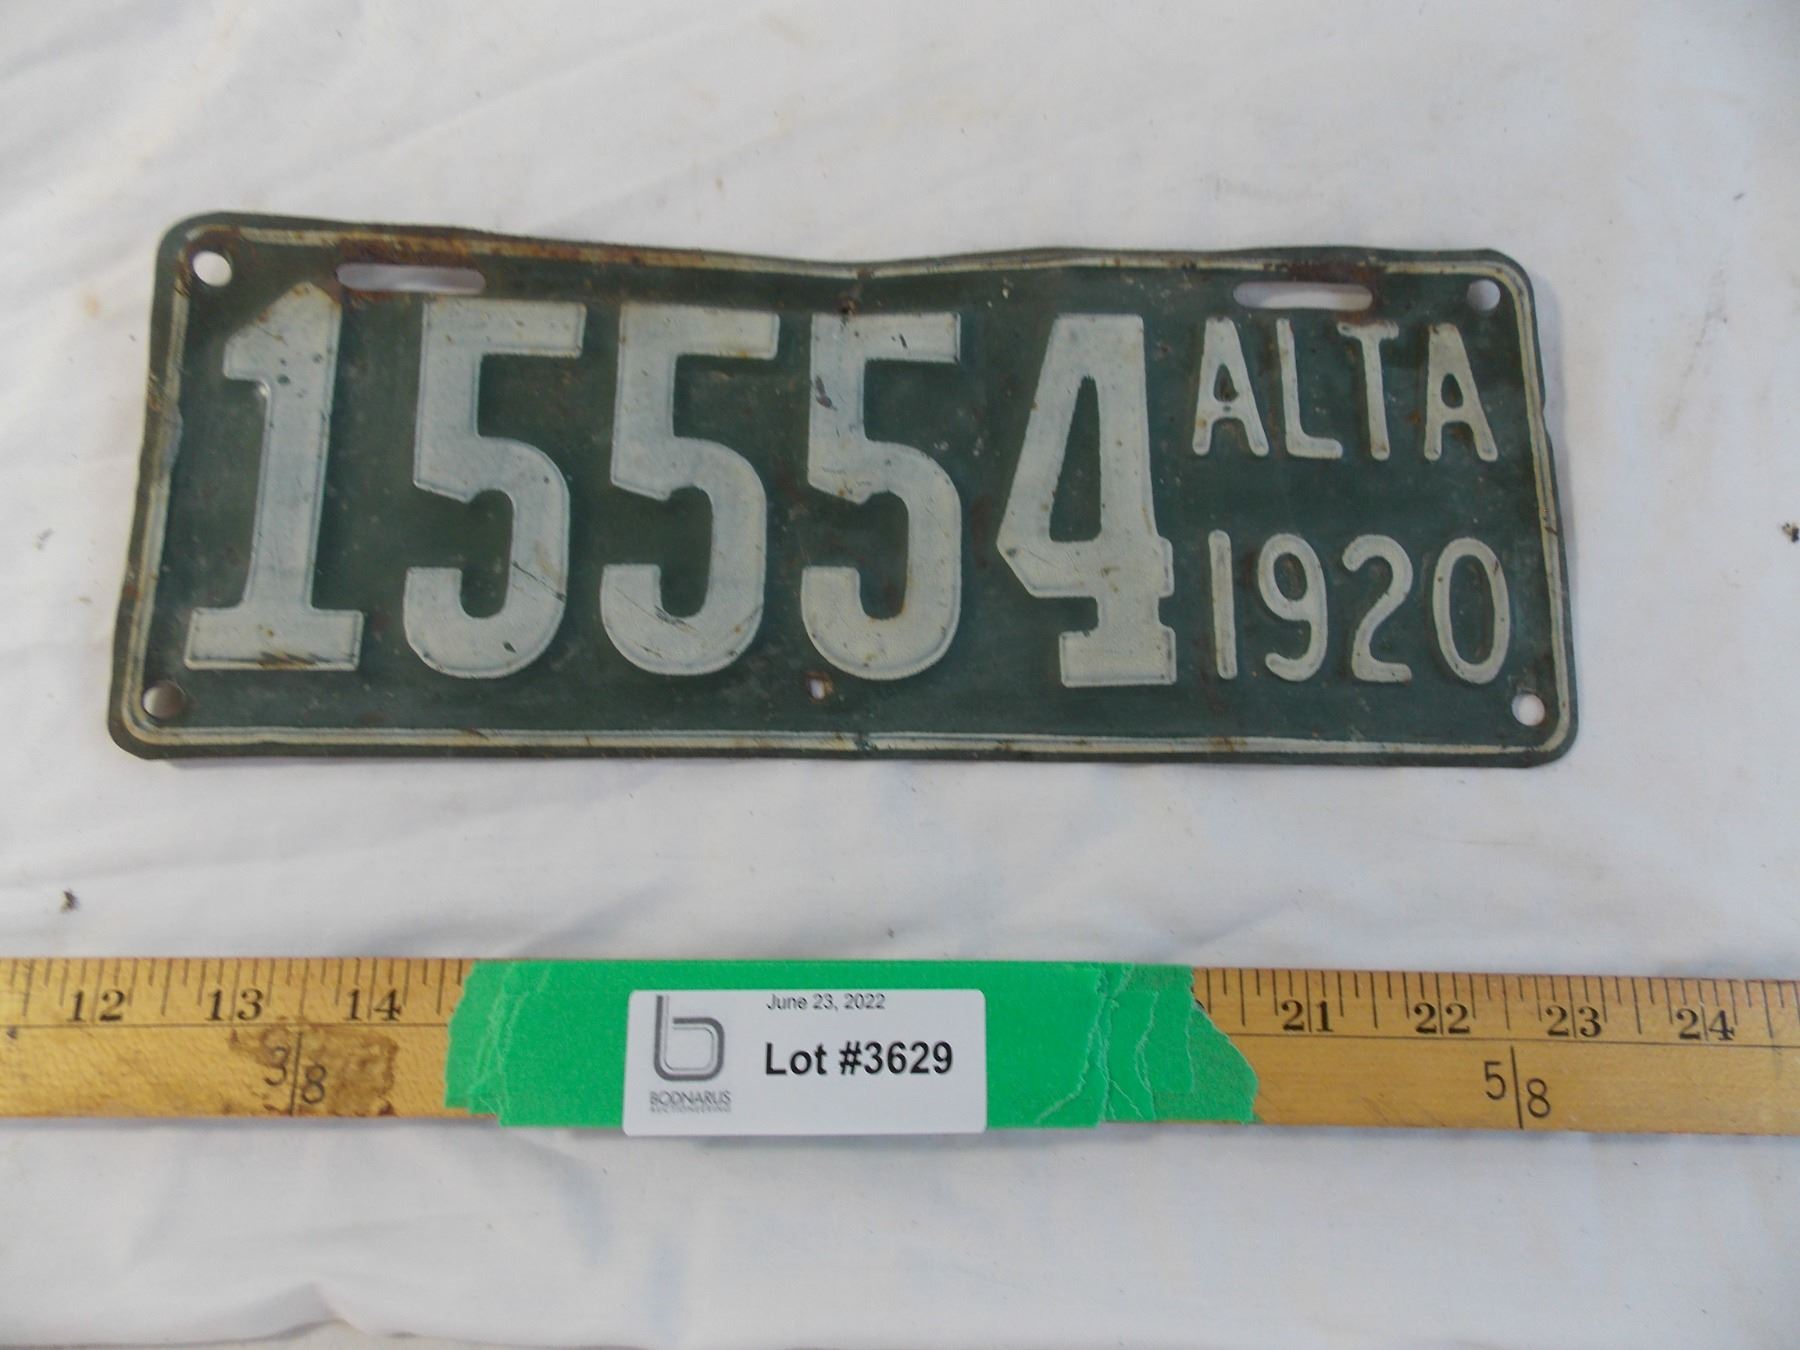 15554 ALTA
1920
12 13 14 21 22 23 24
3/8 5/8
June 23, 2022
Lot #3629
b
BODNARUS
AUCTIONEERING